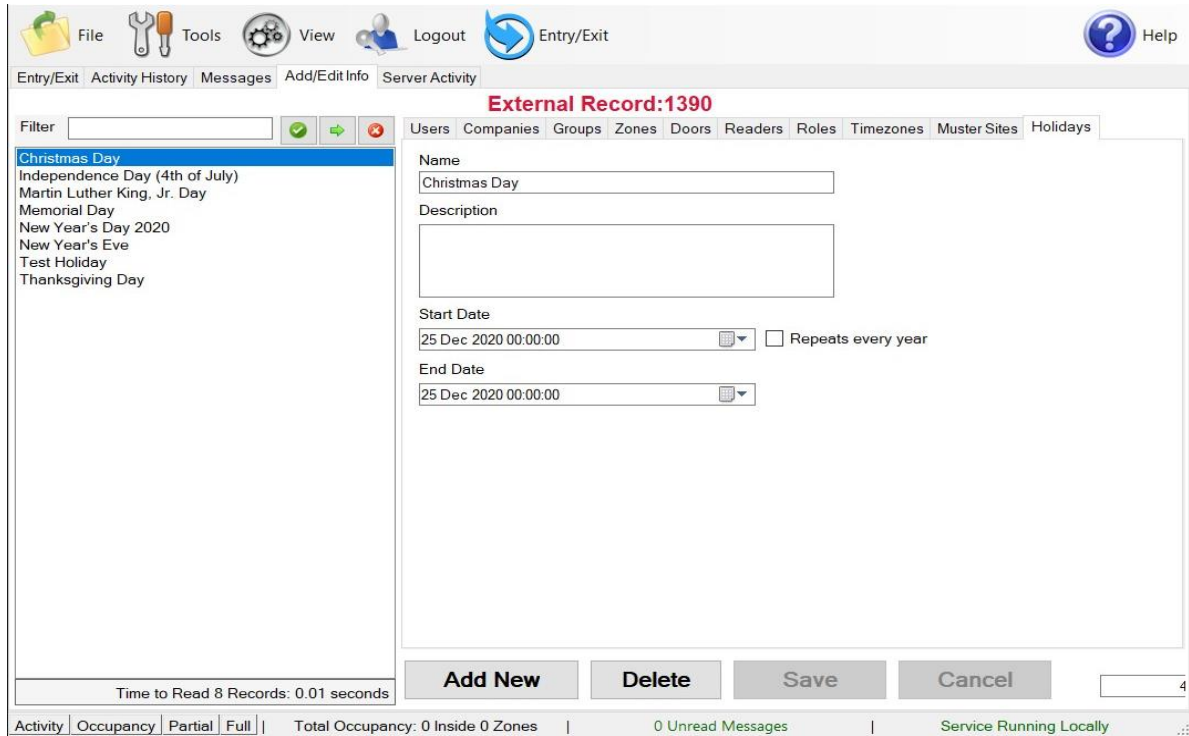 File Tools View Logout Entry/Exit Help
Entry/Exit Activity History Messages Add/Edit Info Server Activity
External Record:1390
Filter
Users Companies Groups Zones Doors Readers Roles Timezones Muster Sites Holidays
Christmas Day
Independence Day (4th of July)
Martin Luther King, Jr. Day
Memorial Day
New Year's Day 2020
New Year's Eve
Test Holiday
Thanksgiving Day
Name
Christmas Day
Description
Start Date
25 Dec 2020 00:00:00 Repeats every year
End Date
25 Dec 2020 00:00:00
Add New Delete Save Cancel
4
Time to Read 8 Records: 0.01 seconds
Activity Occupancy Partial Full | Total Occupancy: 0 Inside 0 Zones | 0 Unread Messages | Service Running Locally